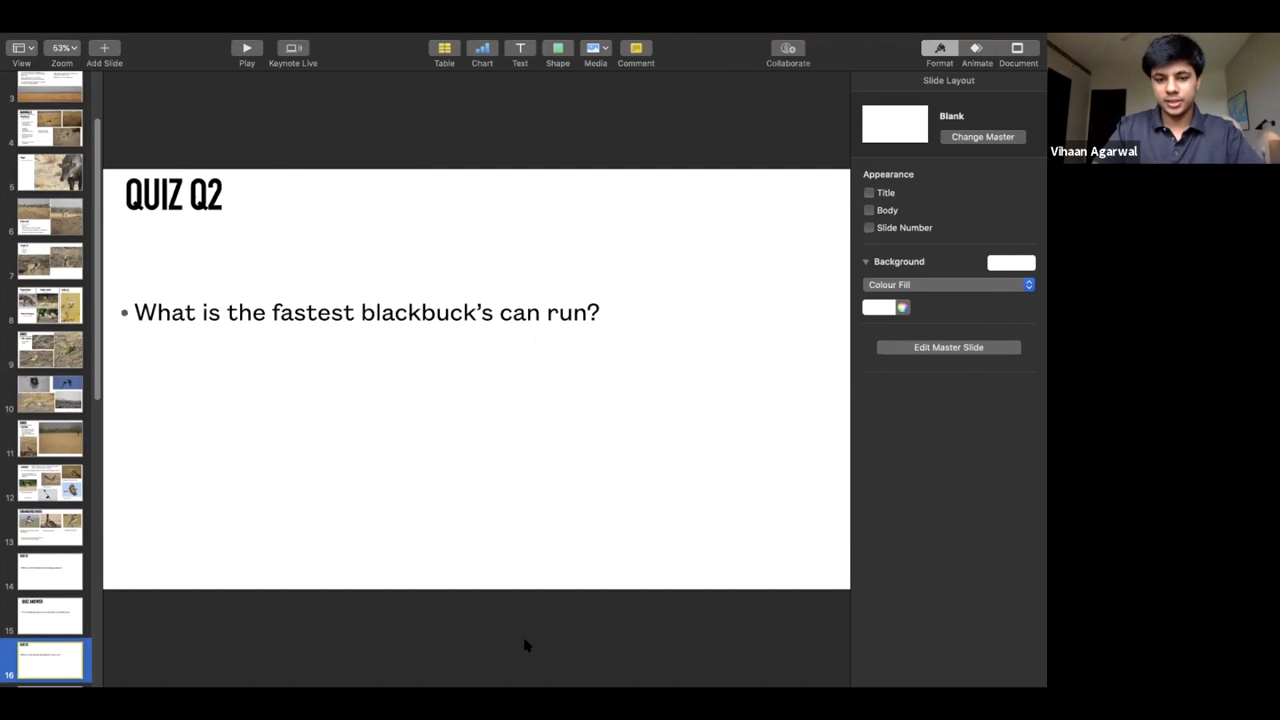 53%
View
Zoom
Add Slide
Play
Keynote Live
Table
Chart
Text
Shape
Media
Comment
Collaborate
Format
Animate
Document
Slide Layout
Blank
Change Master
Appearance
Title
Body
Slide Number
Background
Colour Fill
Edit Master Slide
Vihaan Agarwal
QUIZ Q2
• What is the fastest blackbuck's can run?
3
4
5
6
7
8
9
10
11
12
13
14
QUIZ ANSWER
15
16